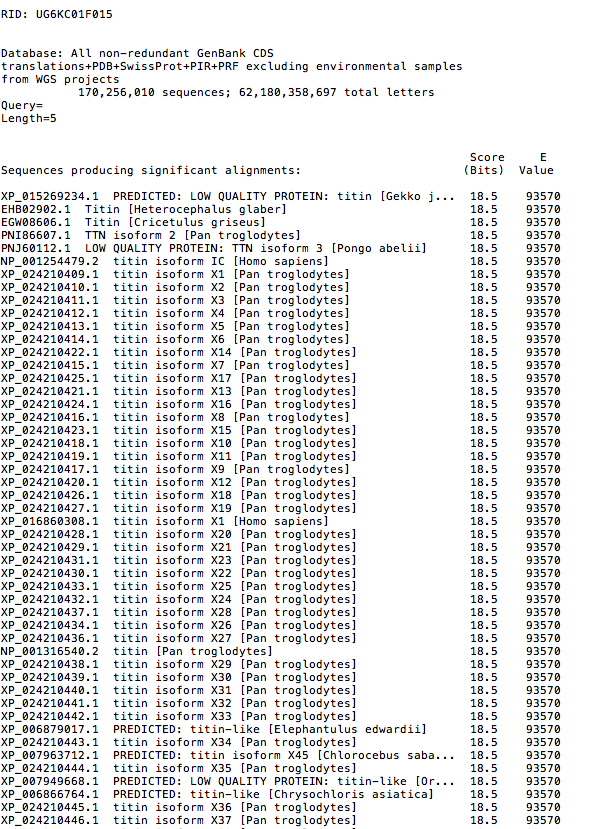 RID: UG6KC01F015
Database: All non-redundant GenBank CDS
translations+PDB+SwissProt+PIR+PRF excluding environmental samples
from WGS projects
170,256,010 sequences; 62,180,358,697 total letters
Query=
Length=5
Score E
Sequences producing significant alignments: (Bits) Value
XP_015269234.1 PREDICTED: LOW QUALITY PROTEIN: titin [Gekko j... 18.5 93570
EHB02902.1 Titin [Heterocephalus glaber] 18.5 93570
EGW08606.1 Titin [Cricetulus griseus] 18.5 93570
PNI86607.1 TTN isoform 2 [Pan troglodytes] 18.5 93570
PNJ60112.1 LOW QUALITY PROTEIN: TTN isoform 3 [Pongo abelii] 18.5 93570
NP_001254479.2 titin isoform IC [Homo sapiens] 18.5 93570
XP_024210409.1 titin isoform X1 [Pan troglodytes] 18.5 93570
XP_024210410.1 titin isoform X2 [Pan troglodytes] 18.5 93570
XP_024210411.1 titin isoform X3 [Pan troglodytes] 18.5 93570
XP_024210412.1 titin isoform X4 [Pan troglodytes] 18.5 93570
XP_024210413.1 titin isoform X5 [Pan troglodytes] 18.5 93570
XP_024210414.1 titin isoform X6 [Pan troglodytes] 18.5 93570
XP_024210422.1 titin isoform X14 [Pan troglodytes] 18.5 93570
XP_024210415.1 titin isoform X7 [Pan troglodytes] 18.5 93570
XP_024210425.1 titin isoform X17 [Pan troglodytes] 18.5 93570
XP_024210421.1 titin isoform X13 [Pan troglodytes] 18.5 93570
XP_024210424.1 titin isoform X16 [Pan troglodytes] 18.5 93570
XP_024210416.1 titin isoform X8 [Pan troglodytes] 18.5 93570
XP_024210423.1 titin isoform X15 [Pan troglodytes] 18.5 93570
XP_024210418.1 titin isoform X10 [Pan troglodytes] 18.5 93570
XP_024210419.1 titin isoform X11 [Pan troglodytes] 18.5 93570
XP_024210417.1 titin isoform X9 [Pan troglodytes] 18.5 93570
XP_024210420.1 titin isoform X12 [Pan troglodytes] 18.5 93570
XP_024210426.1 titin isoform X18 [Pan troglodytes] 18.5 93570
XP_024210427.1 titin isoform X19 [Pan troglodytes] 18.5 93570
XP_016860308.1 titin isoform X1 [Homo sapiens] 18.5 93570
XP_024210428.1 titin isoform X20 [Pan troglodytes] 18.5 93570
XP_024210429.1 titin isoform X21 [Pan troglodytes] 18.5 93570
XP_024210431.1 titin isoform X23 [Pan troglodytes] 18.5 93570
XP_024210430.1 titin isoform X22 [Pan troglodytes] 18.5 93570
XP_024210433.1 titin isoform X25 [Pan troglodytes] 18.5 93570
XP_024210432.1 titin isoform X24 [Pan troglodytes] 18.5 93570
XP_024210437.1 titin isoform X28 [Pan troglodytes] 18.5 93570
XP_024210434.1 titin isoform X26 [Pan troglodytes] 18.5 93570
XP_024210436.1 titin isoform X27 [Pan troglodytes] 18.5 93570
NP_001316540.2 titin [Pan troglodytes] 18.5 93570
XP_024210438.1 titin isoform X29 [Pan troglodytes] 18.5 93570
XP_024210439.1 titin isoform X30 [Pan troglodytes] 18.5 93570
XP_024210440.1 titin isoform X31 [Pan troglodytes] 18.5 93570
XP_024210441.1 titin isoform X32 [Pan troglodytes] 18.5 93570
XP_024210442.1 titin isoform X33 [Pan troglodytes] 18.5 93570
XP_006879017.1 PREDICTED: titin-like [Elephantulus edwardii] 18.5 93570
XP_024210443.1 titin isoform X34 [Pan troglodytes] 18.5 93570
XP_007963712.1 PREDICTED: titin isoform X45 [Chlorocebus saba... 18.5 93570
XP_024210444.1 titin isoform X35 [Pan troglodytes] 18.5 93570
XP_007949668.1 PREDICTED: LOW QUALITY PROTEIN: titin-like [Or... 18.5 93570
XP_006866764.1 PREDICTED: titin-like [Chrysochloris asiatica] 18.5 93570
XP_024210445.1 titin isoform X36 [Pan troglodytes] 18.5 93570
XP_024210446.1 titin isoform X37 [Pan troglodytes] 18.5 93570